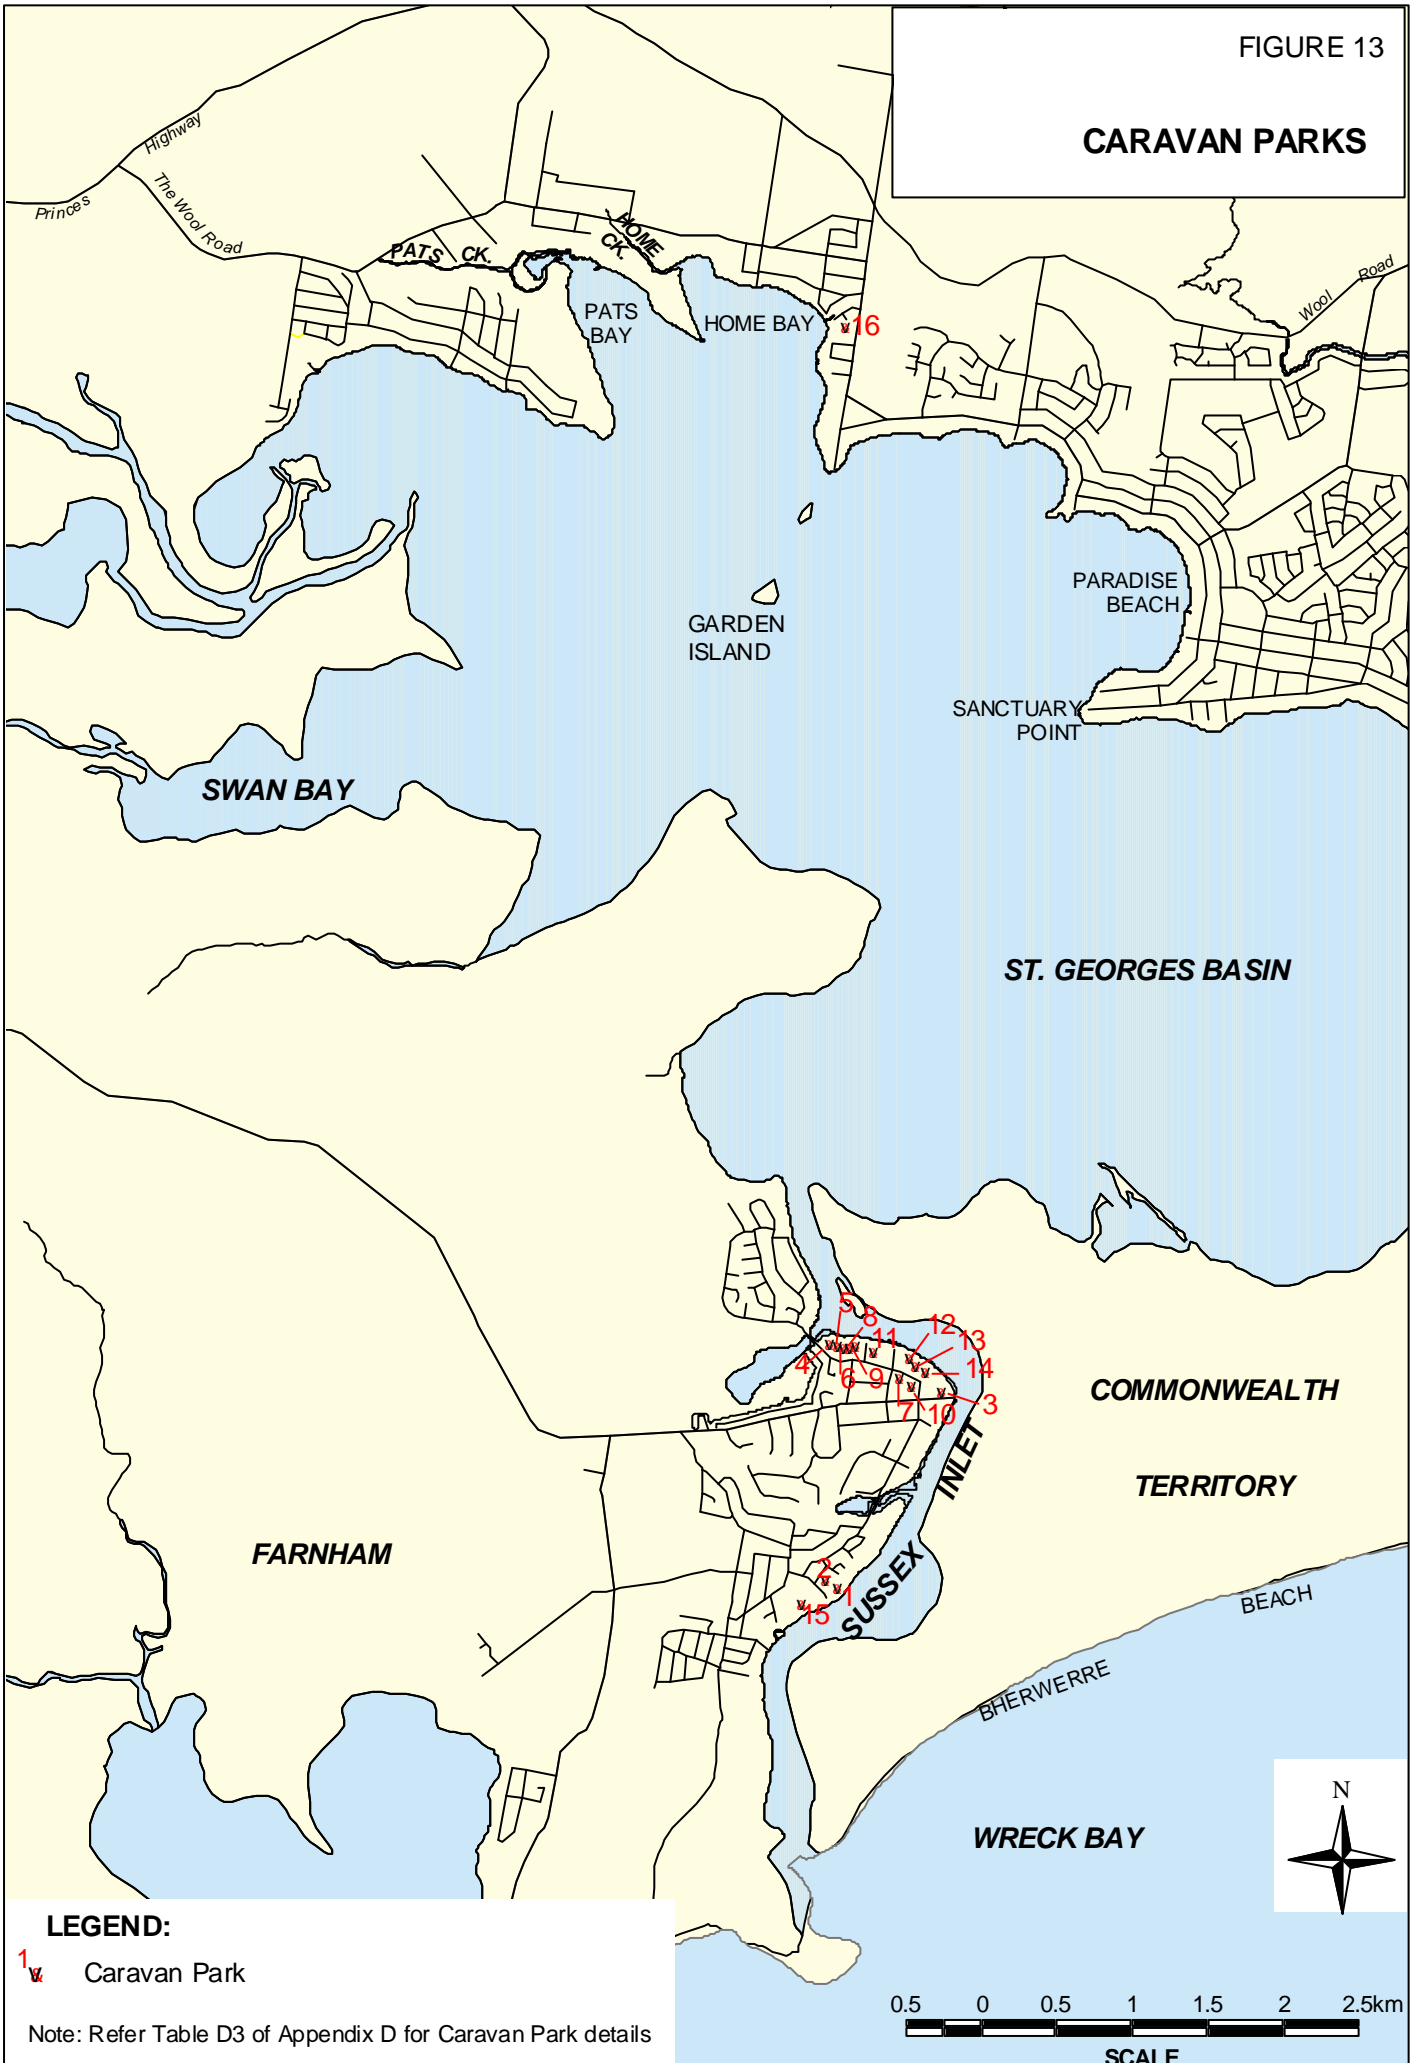 FIGURE 13
CARAVAN PARKS
Princes
Highway
The Wool Road
PATS CK.
HOME
CK.
PATS
BAY
HOME BAY
16
Wool
Road
PARADISE
BEACH
GARDEN
ISLAND
SANCTUARY
POINT
SWAN BAY
ST. GEORGES BASIN
5
8
11
12
13
4
6
9
14
7
10
3
COMMONWEALTH
TERRITORY
SUSSEX
INLET
FARNHAM
2
1
15
BHERWERRE
BEACH
WRECK BAY
N
LEGEND:
1
Caravan Park
Note: Refer Table D3 of Appendix D for Caravan Park details
0.5 0 0.5 1 1.5 2 2.5km
SCALE